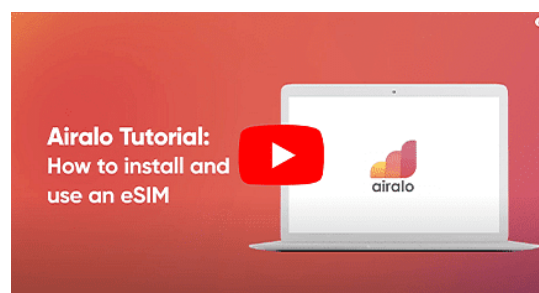 Airalo Tutorial:
How to install and
use an eSIM
airalo